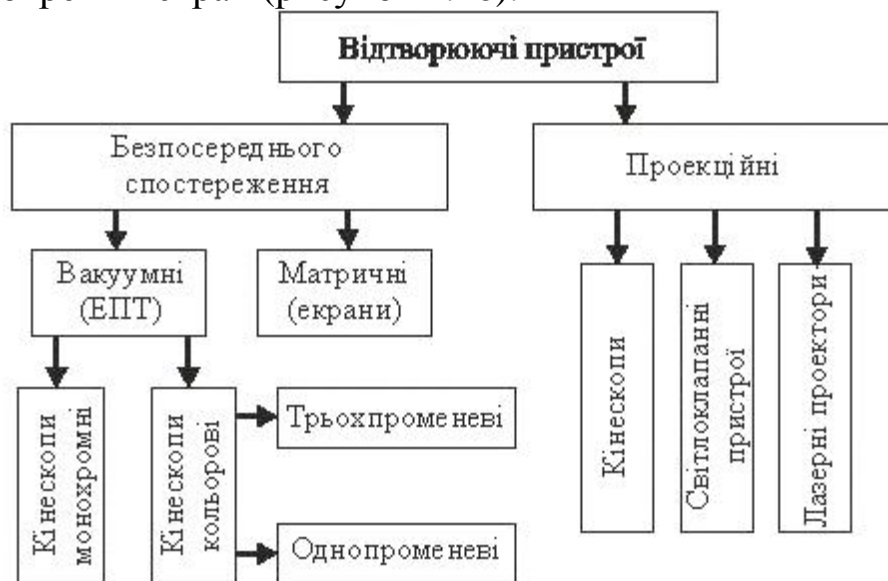 Відтворюючі пристрої
Безпосереднього
спостереження
Проекційні
Вакуумні
(ЕПТ)
Матричні
(екрани)
Кінескопи
монохромні
Кінескопи
кольорові
Трьохпроменеві
Однопроменеві
Кінескопи
Світлоклапанні
пристрої
Лазерні проектори